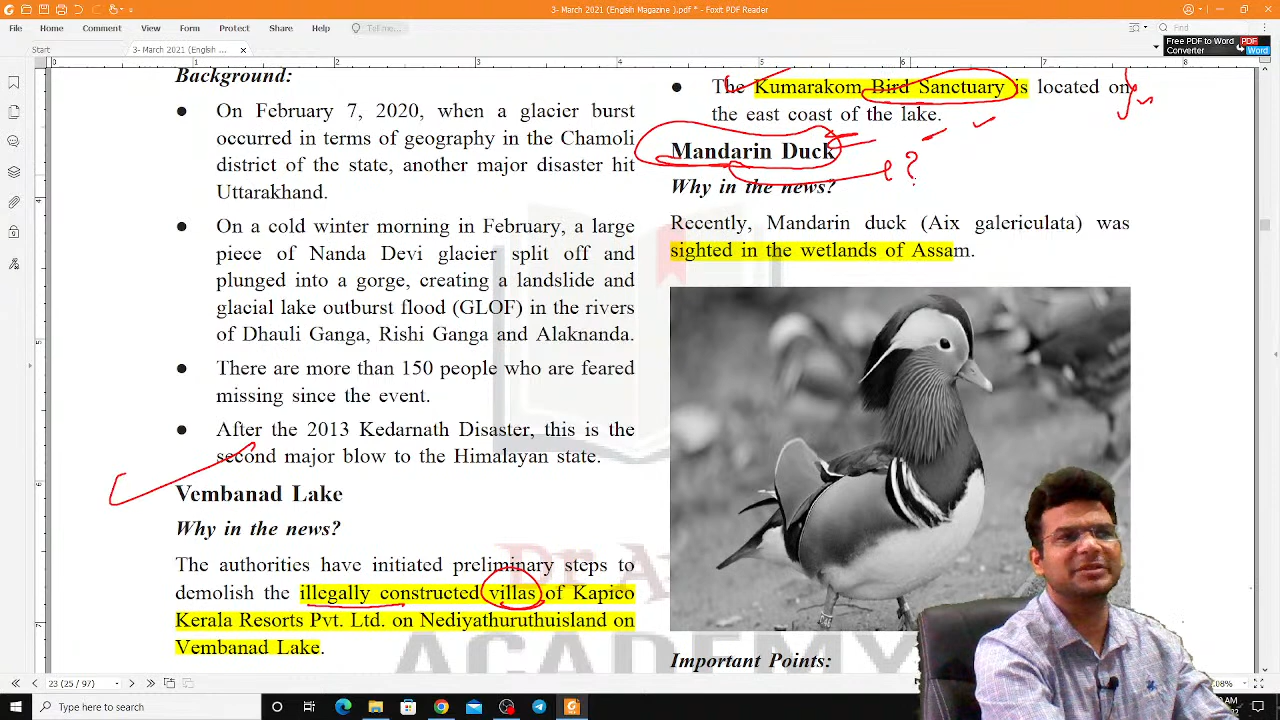 3- March 2021 (English ).pdf * - Foxit PDF Reader
File
Home
Comment
View
Form
Protect
Share
Help
Start
3- March 2021 (English ...
Free PDF to Word PDF
Converter Word
Background:
● On February 7, 2020, when a glacier burst
occurred in terms of geography in the Chamoli
district of the state, another major disaster hit
Uttarakhand.
● On a cold winter morning in February, a large
piece of Nanda Devi glacier split off and
plunged into a gorge, creating a landslide and
glacial lake outburst flood (GLOF) in the rivers
of Dhauli Ganga, Rishi Ganga and Alaknanda.
● There are more than 150 people who are feared
missing since the event.
● After the 2013 Kedarnath Disaster, this is the
second major blow to the Himalayan state.
Vembanad Lake
Why in the news?
The authorities have initiated preliminary steps to
demolish the illegally constructed villas of Kapico
Kerala Resorts Pvt. Ltd. on Nediyathuruthuisland on
Vembanad Lake.
● The Kumarakom Bird Sanctuary is located on
the east coast of the lake.
Mandarin Duck
?
Why in the news?
Recently, Mandarin duck (Aix galericulata) was
sighted in the wetlands of Assam.
ACADEMY
Important Points:
23 (25 / 97)
Type here to search